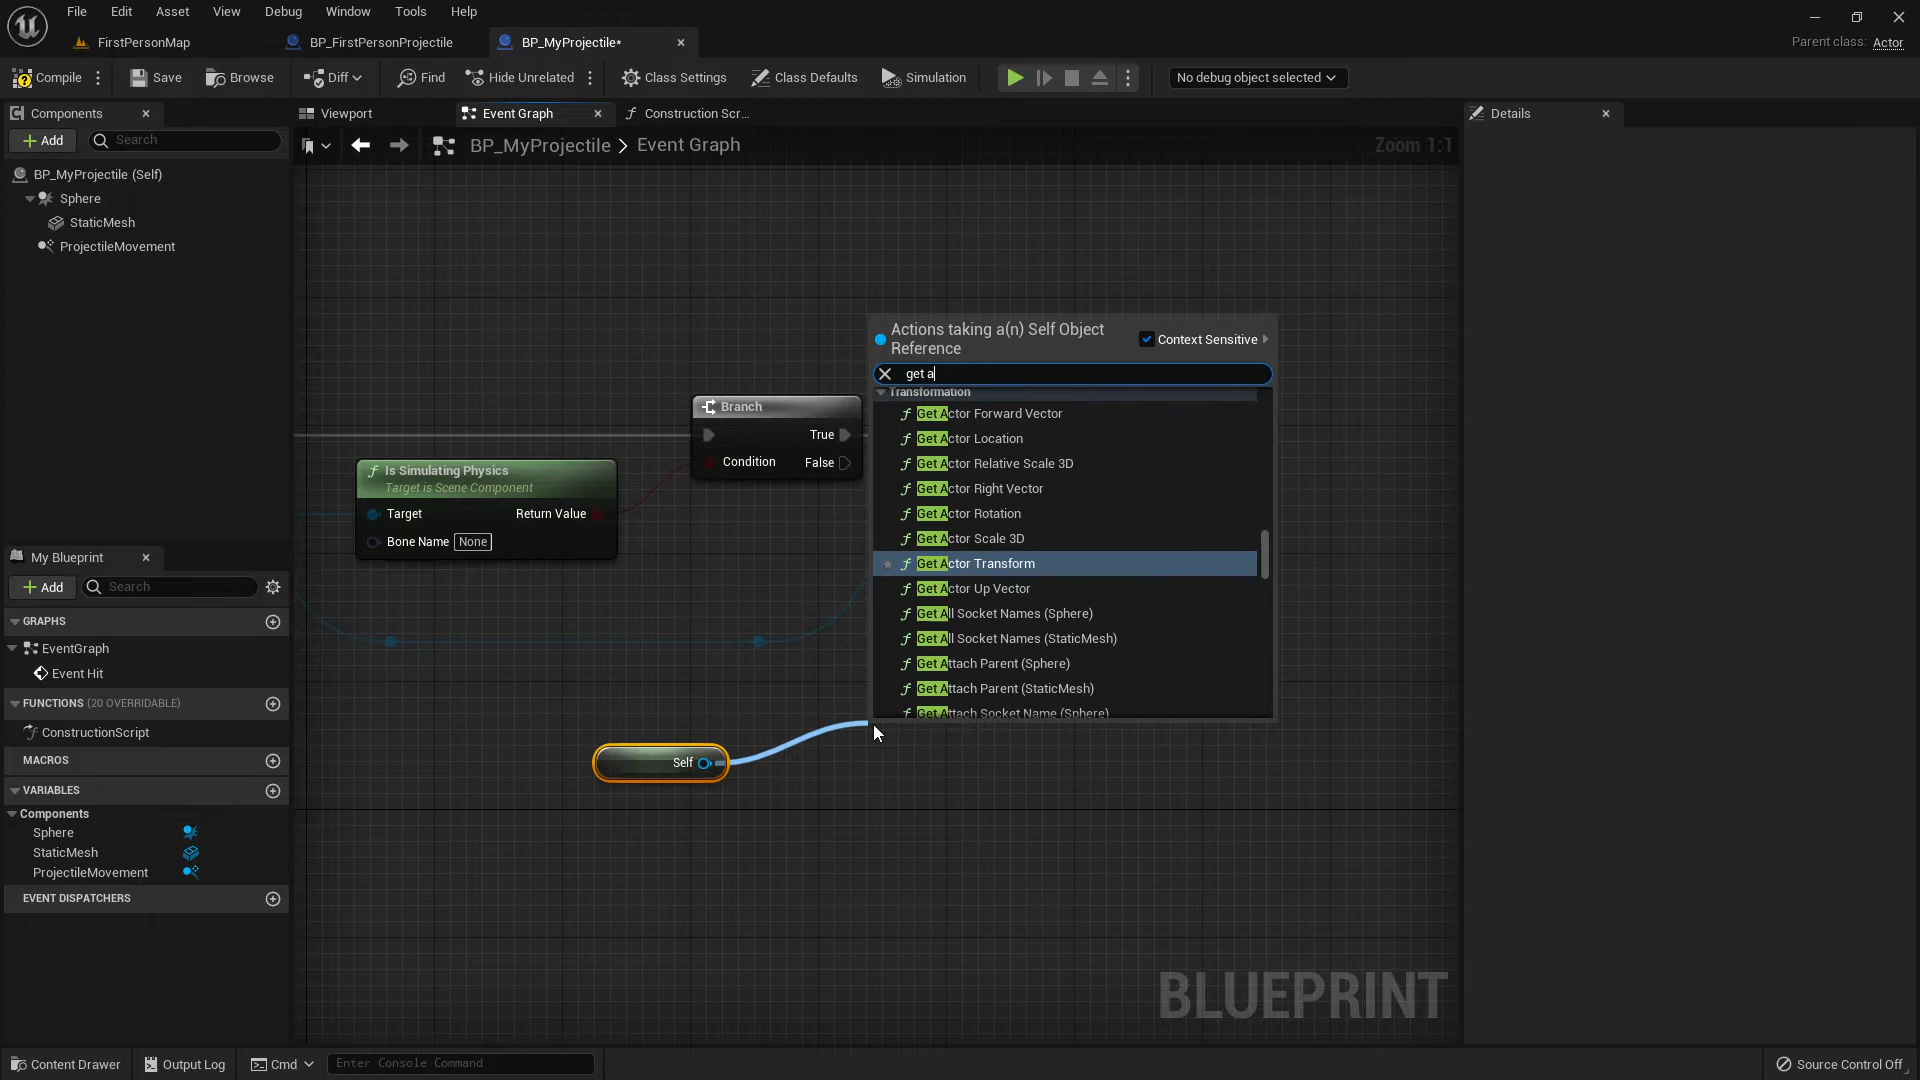 File Edit Asset View Debug Window Tools Help
FirstPersonMap BP_FirstPersonProjectile BP_MyProjectile*
Parent class: Actor
Compile Save Browse Diff Find Hide Unrelated Class Settings Class Defaults Simulation No debug object selected
Components Viewport Event Graph Construction Scr... Details
Add Search
BP_MyProjectile > Event Graph Zoom 1:1
BP_MyProjectile (Self)
Sphere
StaticMesh
ProjectileMovement
Actions taking a(n) Self Object
Reference
Context Sensitive
get a
Transformation
Get Actor Forward Vector
Get Actor Location
Get Actor Relative Scale 3D
Get Actor Right Vector
Get Actor Rotation
Get Actor Scale 3D
Get Actor Transform
Get Actor Up Vector
Get All Socket Names (Sphere)
Get All Socket Names (StaticMesh)
Get Attach Parent (Sphere)
Get Attach Parent (StaticMesh)
Get Attach Socket Name (Sphere)
Branch
True
Condition False
Is Simulating Physics
Target is Scene Component
Target Return Value
Bone Name None
Self
My Blueprint
Add Search
GRAPHS
EventGraph
Event Hit
FUNCTIONS (20 OVERRIDABLE)
ConstructionScript
MACROS
VARIABLES
Components
Sphere
StaticMesh
ProjectileMovement
EVENT DISPATCHERS
BLUEPRINT
Content Drawer Output Log Cmd Enter Console Command Source Control Off